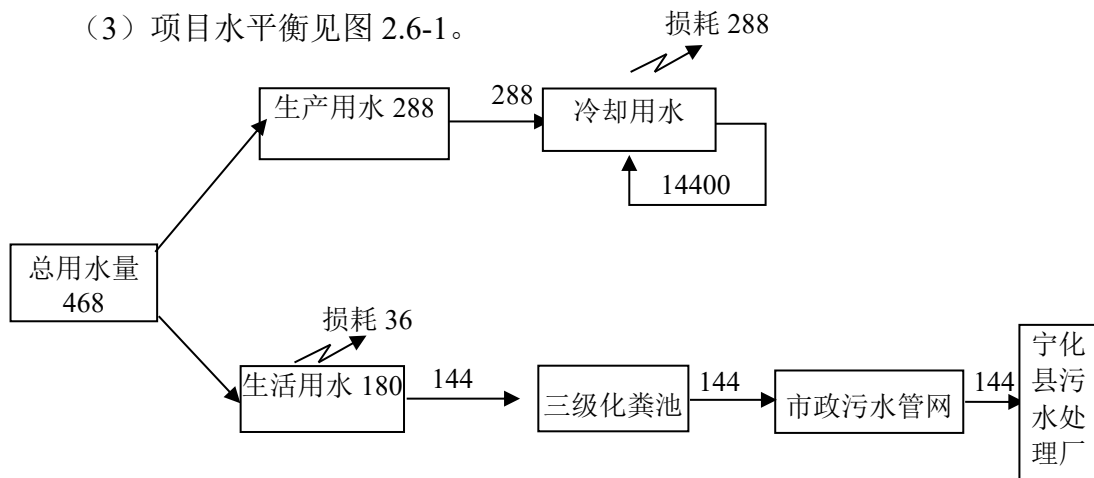 （3）项目水平衡见图 2.6-1。
损耗 288
生产用水 288
288
冷却用水
14400
总用水量
468
损耗 36
生活用水 180
144
三级化粪池
144
市政污水管网
144
宁化
县污
水处
理厂